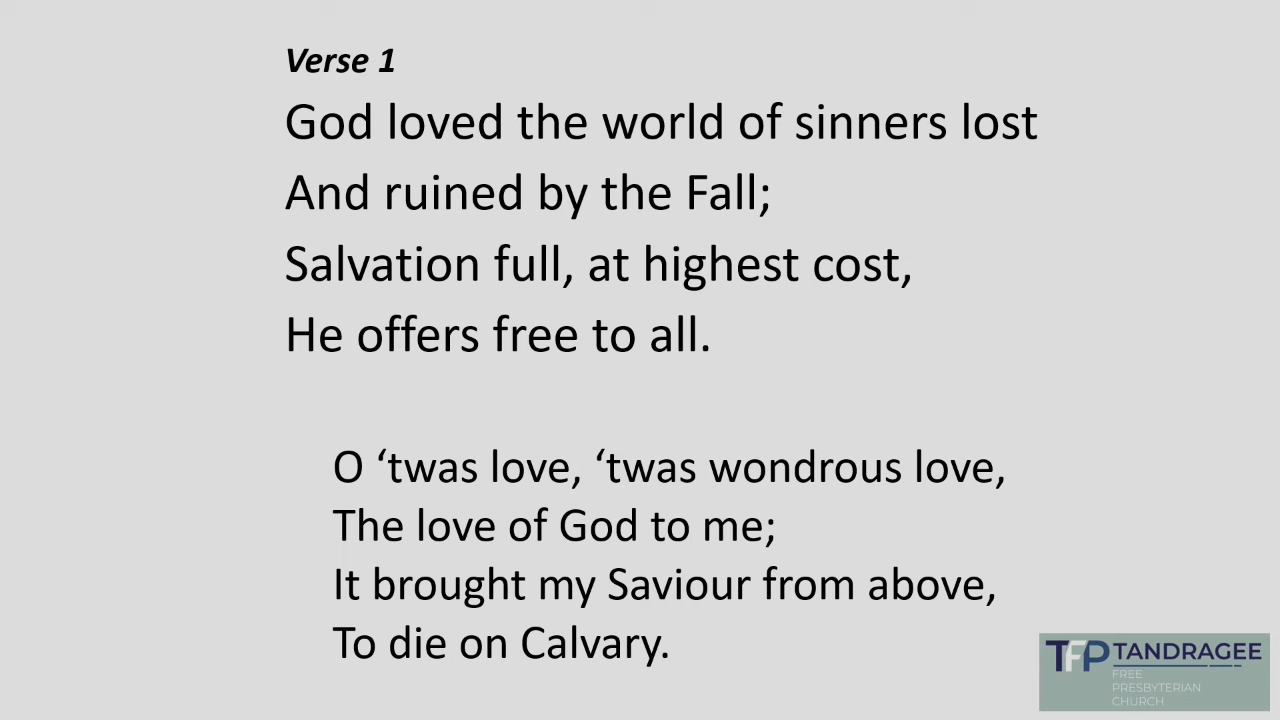 Verse 1
God loved the world of sinners lost
And ruined by the Fall;
Salvation full, at highest cost,
He offers free to all.
O ‘twas love, ‘twas wondrous love,
The love of God to me;
It brought my Saviour from above,
To die on Calvary.
TFP TANDRAGEE
FREE
PRESBYTERIAN
CHURCH